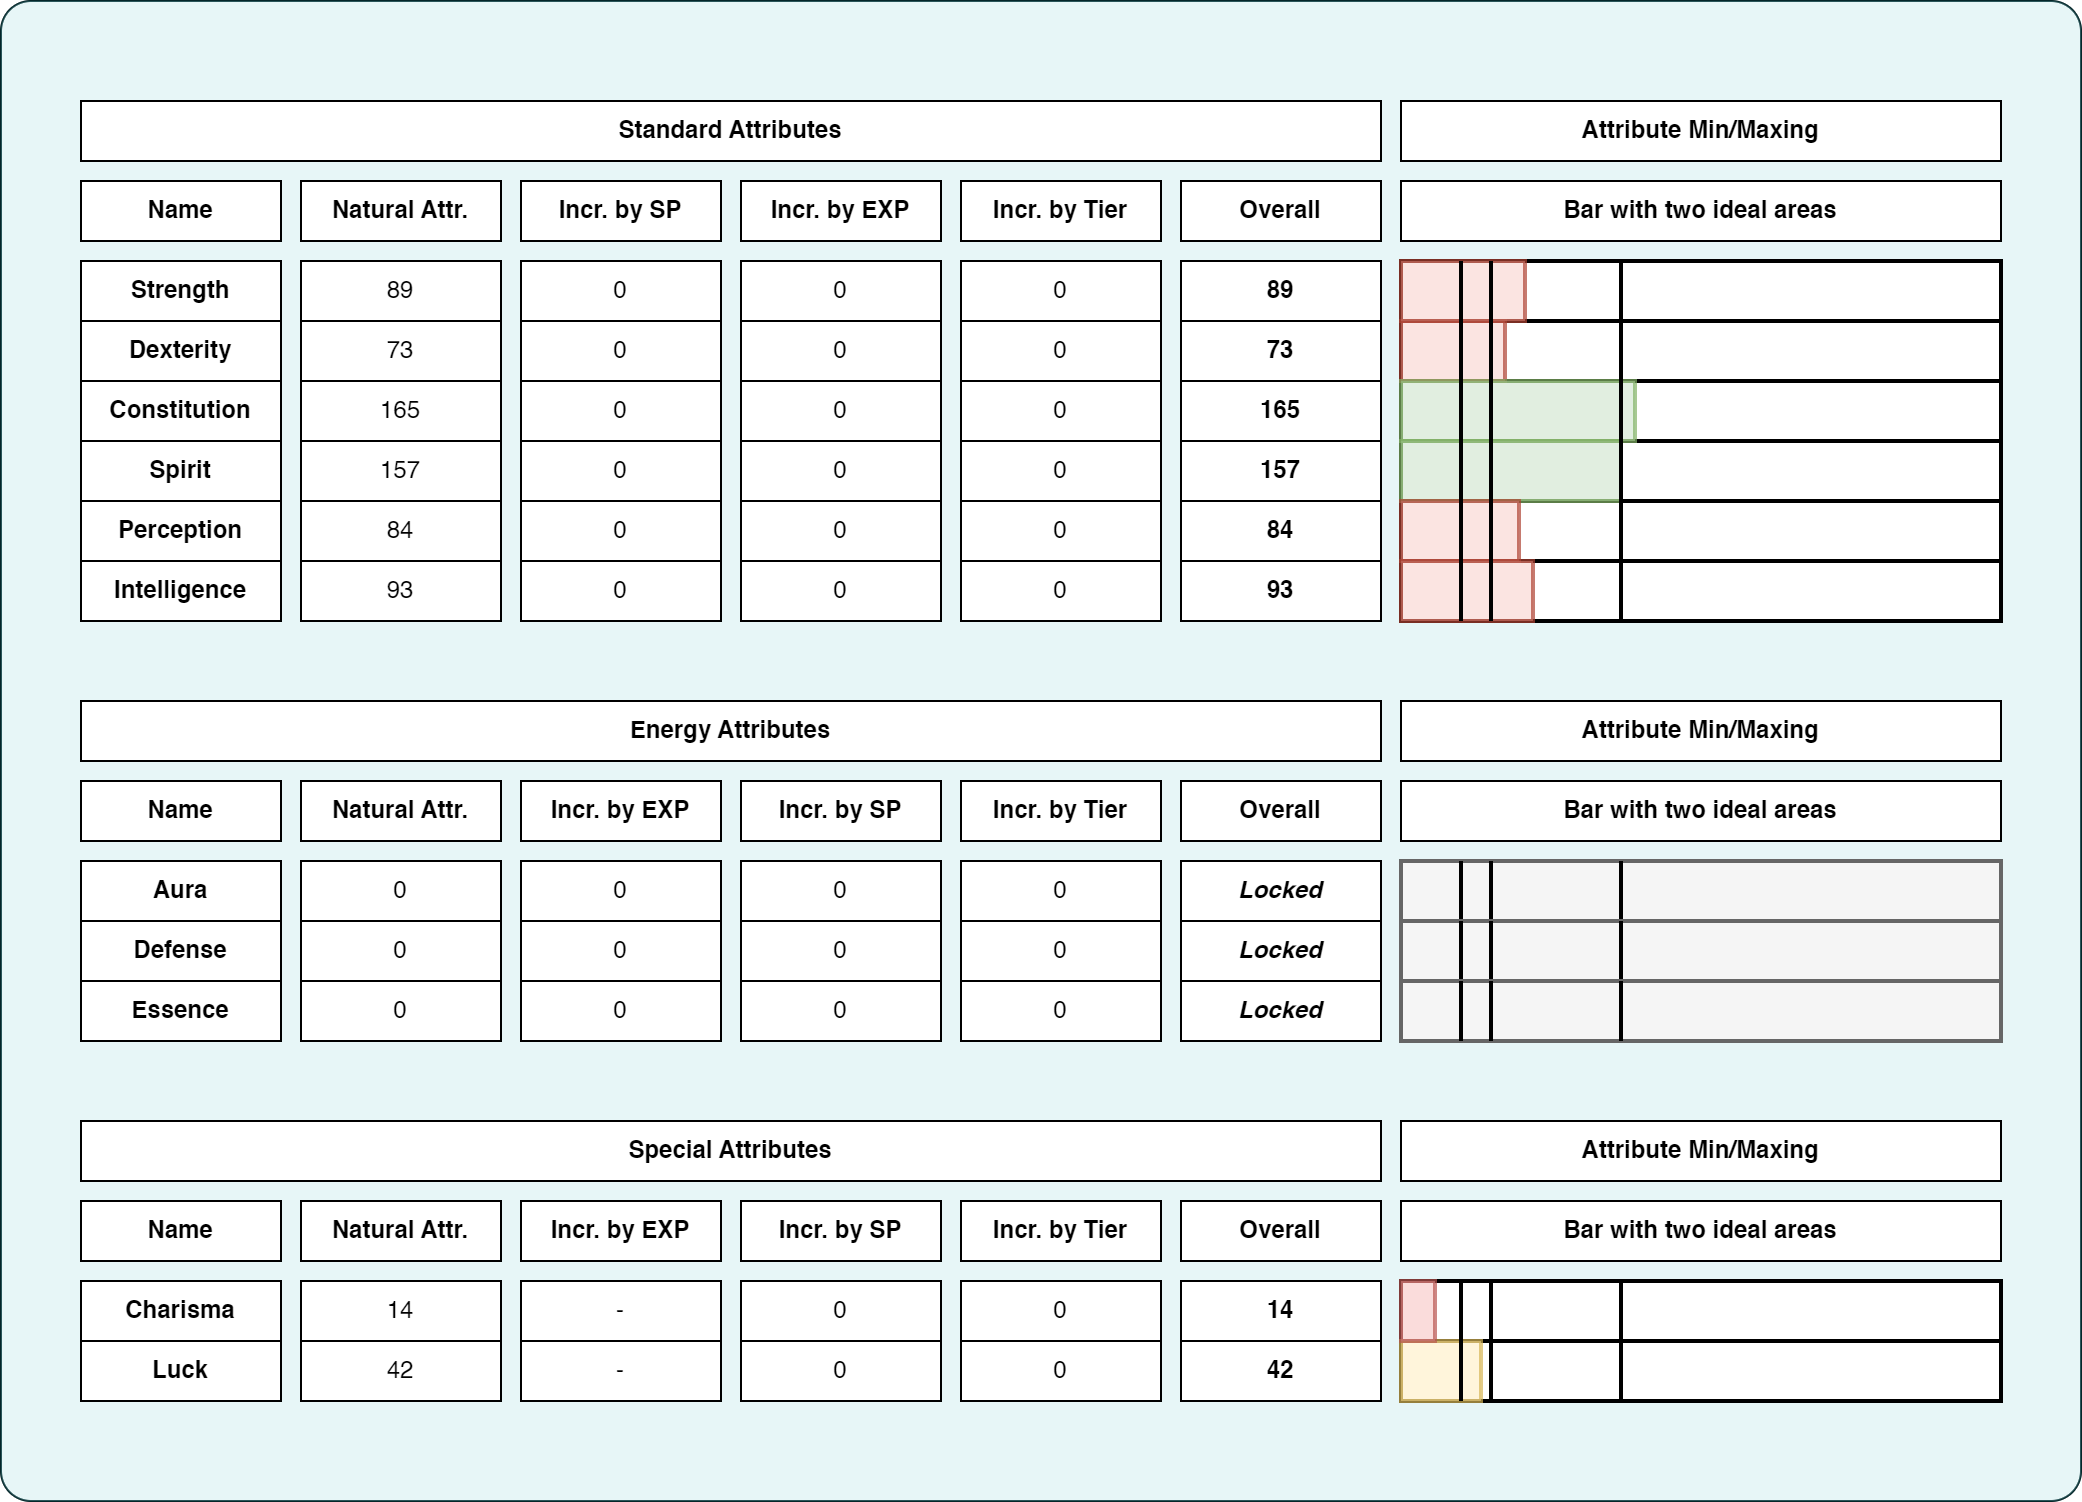 Standard Attributes Attribute Min/Maxing
Name Natural Attr. Incr. by SP Incr. by EXP Incr. by Tier Overall Bar with two ideal areas
Strength 89 0 0 0 89
Dexterity 73 0 0 0 73
Constitution 165 0 0 0 165
Spirit 157 0 0 0 157
Perception 84 0 0 0 84
Intelligence 93 0 0 0 93
Energy Attributes Attribute Min/Maxing
Name Natural Attr. Incr. by EXP Incr. by SP Incr. by Tier Overall Bar with two ideal areas
Aura 0 0 0 0 Locked
Defense 0 0 0 0 Locked
Essence 0 0 0 0 Locked
Special Attributes Attribute Min/Maxing
Name Natural Attr. Incr. by EXP Incr. by SP Incr. by Tier Overall Bar with two ideal areas
Charisma 14 - 0 0 14
Luck 42 - 0 0 42